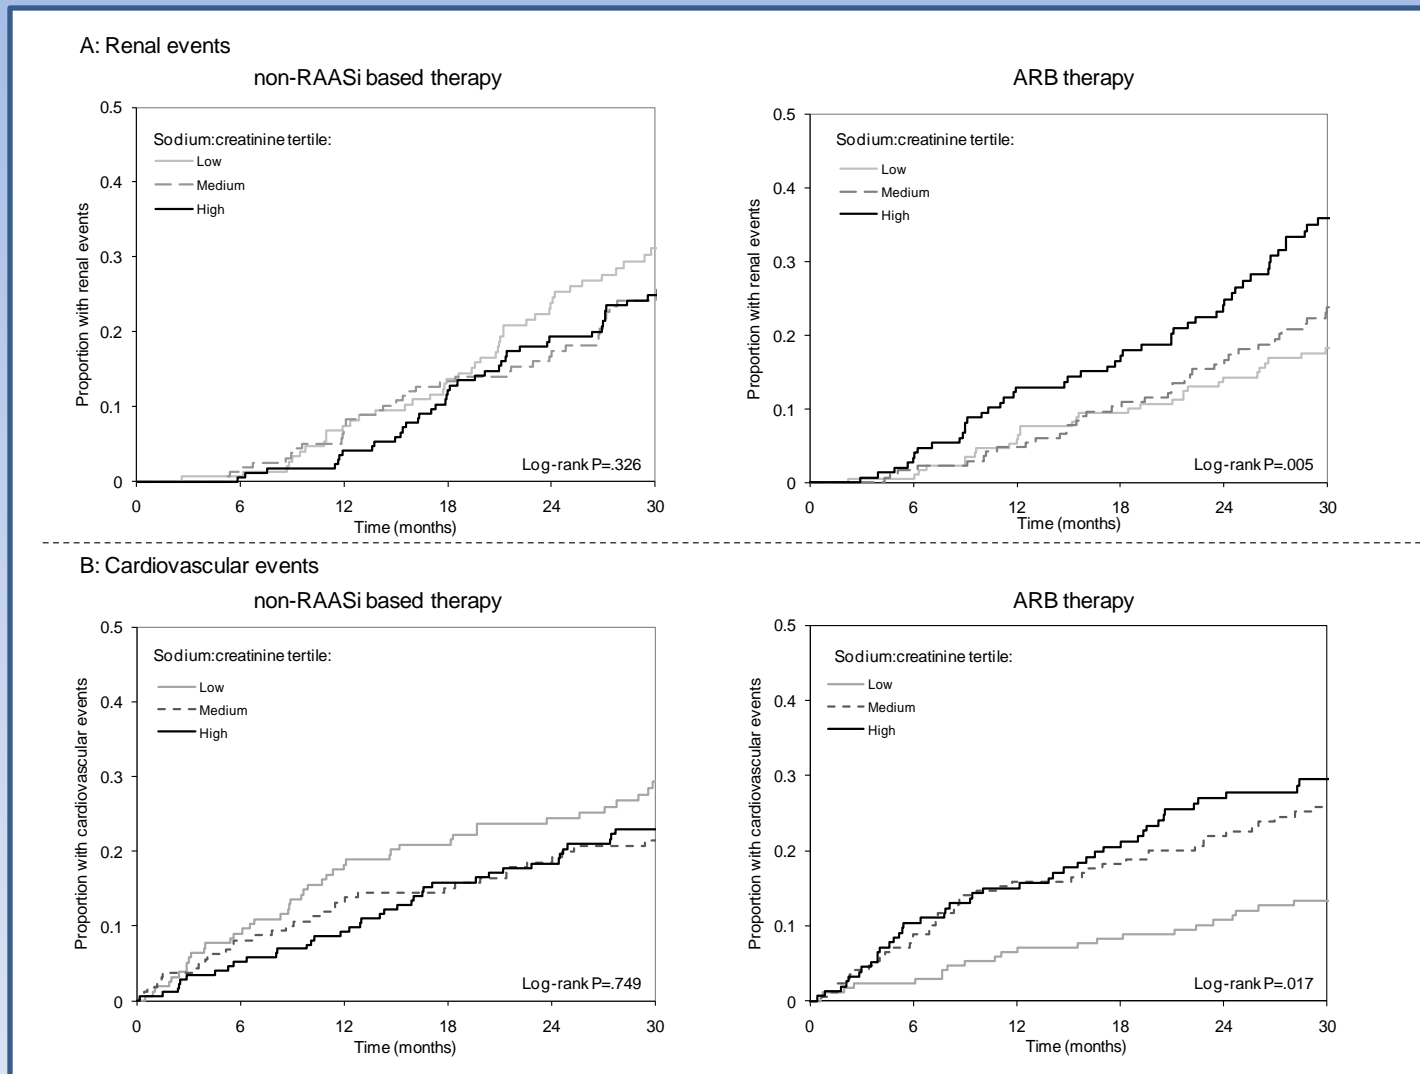 A: Renal events
non-RAASi based therapy
0.5
0.4
0.3
0.2
0.1
0
Proportion with renal events
Sodium:creatinine tertile:
Low
Medium
High
Log-rank P=.326
0 6 12 18 24 30
Time (months)
ARB therapy
0.5
0.4
0.3
0.2
0.1
0
Proportion with renal events
Sodium:creatinine tertile:
Low
Medium
High
Log-rank P=.005
0 6 12 18 24 30
Time (months)
B: Cardiovascular events
non-RAASi based therapy
0.5
0.4
0.3
0.2
0.1
0
Proportion with cardiovascular events
Sodium:creatinine tertile:
Low
Medium
High
Log-rank P=.749
0 6 12 18 24 30
Time (months)
ARB therapy
0.5
0.4
0.3
0.2
0.1
0
Proportion with cardiovascular events
Sodium:creatinine tertile:
Low
Medium
High
Log-rank P=.017
0 6 12 18 24 30
Time (months)